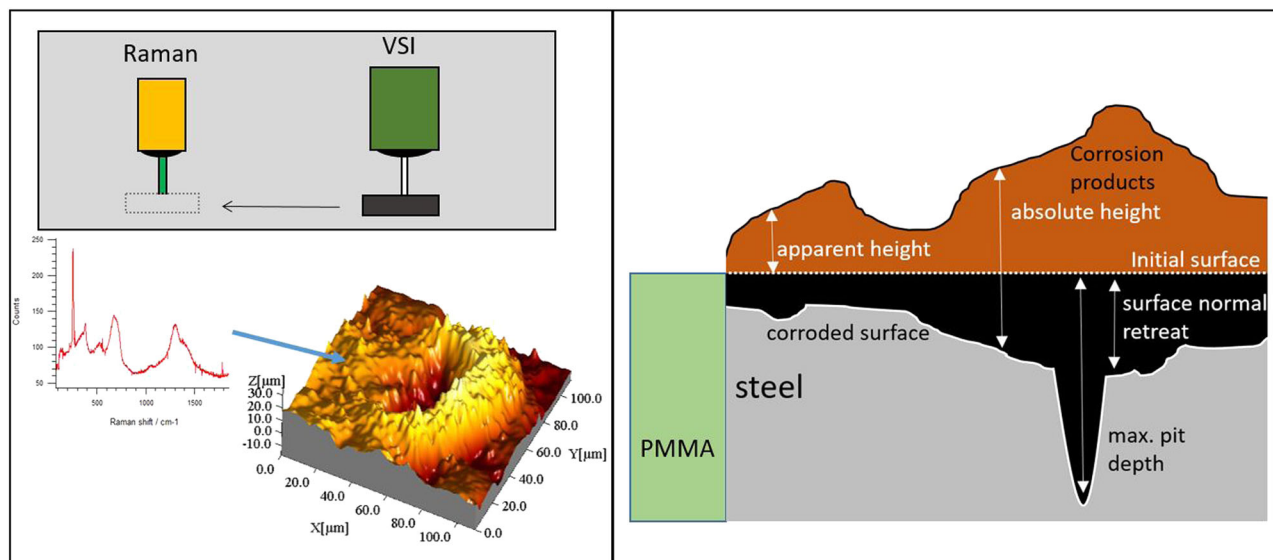 Raman
VSI
250
200
150
100
50
Counts
500
1000
1500
Raman shift / cm-1
Z[µm]
30.0
20.0
10.0
0.0
-10.0
0.0
20.0
40.0
60.0
80.0
100.0
X[µm]
0.0
20.0
40.0
60.0
80.0
100.0
Y[µm]
Corrosion
products
absolute height
apparent height
Initial surface
surface normal
retreat
corroded surface
steel
PMMA
max. pit
depth